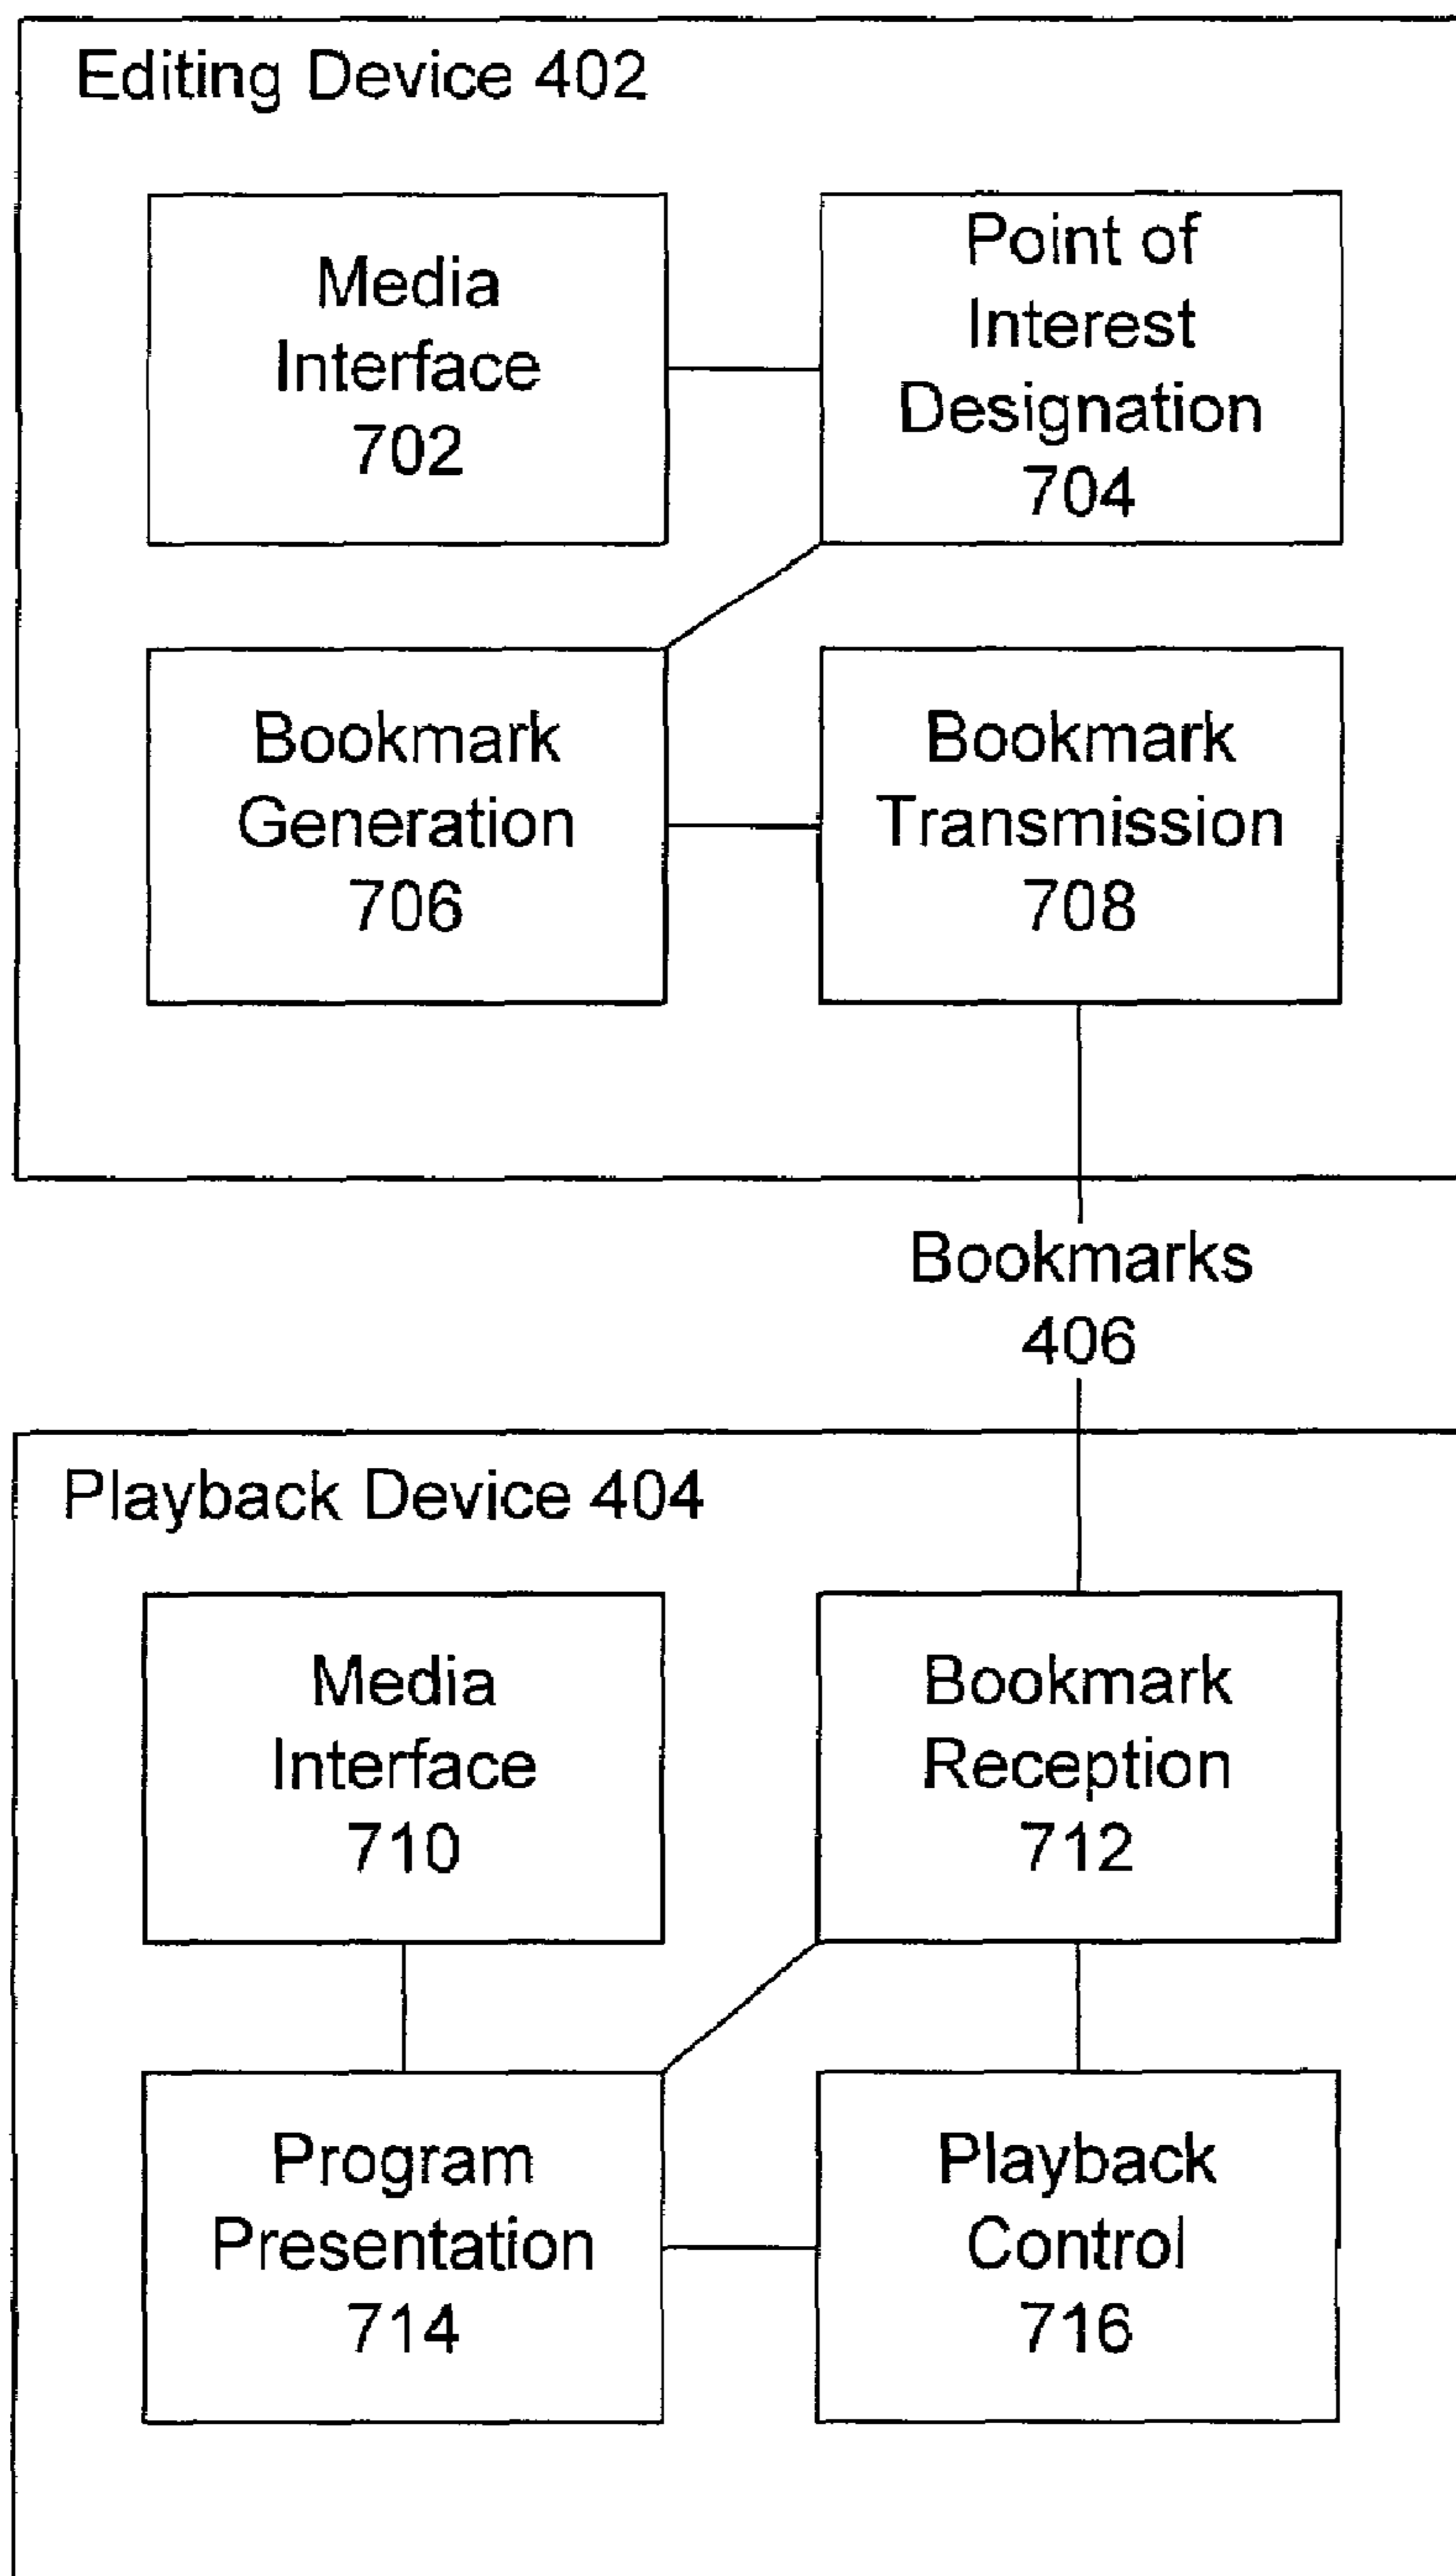 Editing Device 402
Media
Interface
702
Point of
Interest
Designation
704
Bookmark
Generation
706
Bookmark
Transmission
708
Bookmarks
406
Playback Device 404
Media
Interface
710
Bookmark
Reception
712
Program
Presentation
714
Playback
Control
716